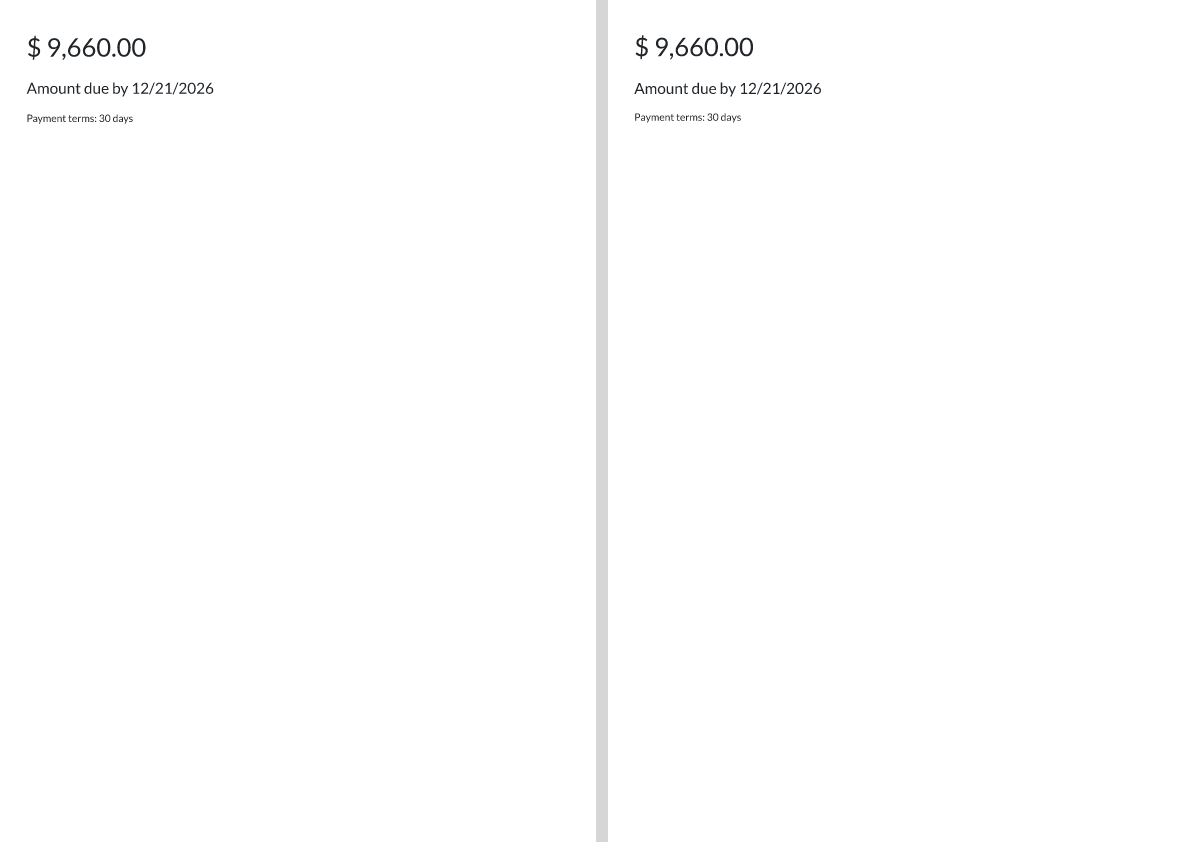 $ 9,660.00
Amount due by 12/21/2026
Payment terms: 30 days
$ 9,660.00
Amount due by 12/21/2026
Payment terms: 30 days